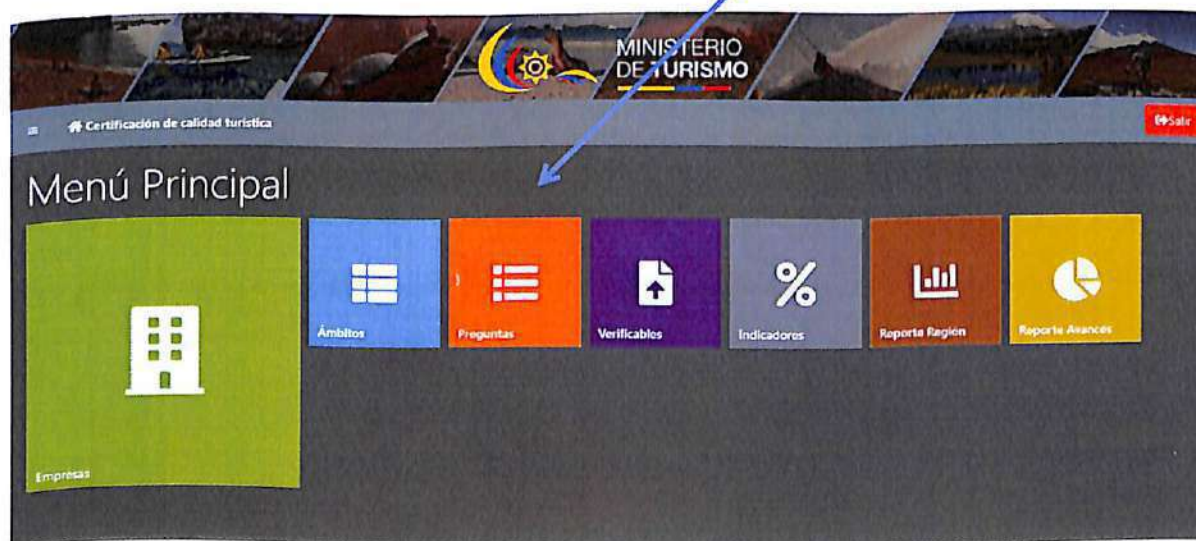 MINISTERIO
DE TURISMO
Certificación de calidad turística
Salir
Menú Principal
Empresas
Ámbitos
Preguntas
Verificables
Indicadores
Reporte Región
Reporte Avances